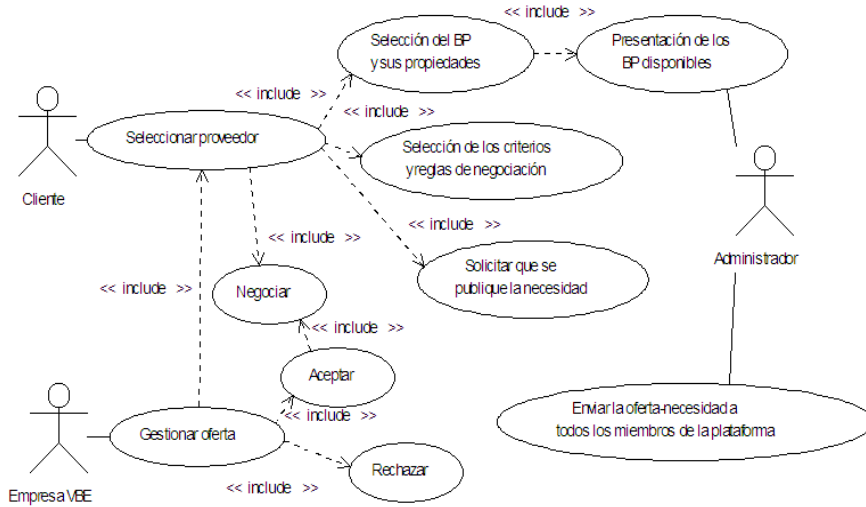 << include >>
Selección del BP
y sus propiedades
Presentación de los
BP disponibles
<< include >>
<< include >>
Seleccionar proveedor
Selección de los criterios
y reglas de negociación
Cliente
<< include >>
<< include >>
Administrador
Solicitar que se
publique la necesidad
<< include >>
Negociar
<< include >>
Aceptar
Enviar la oferta-necesidad a
todos los miembros de la plataforma
<< include >>
Gestionar oferta
Rechazar
<< include >>
Empresa VBE